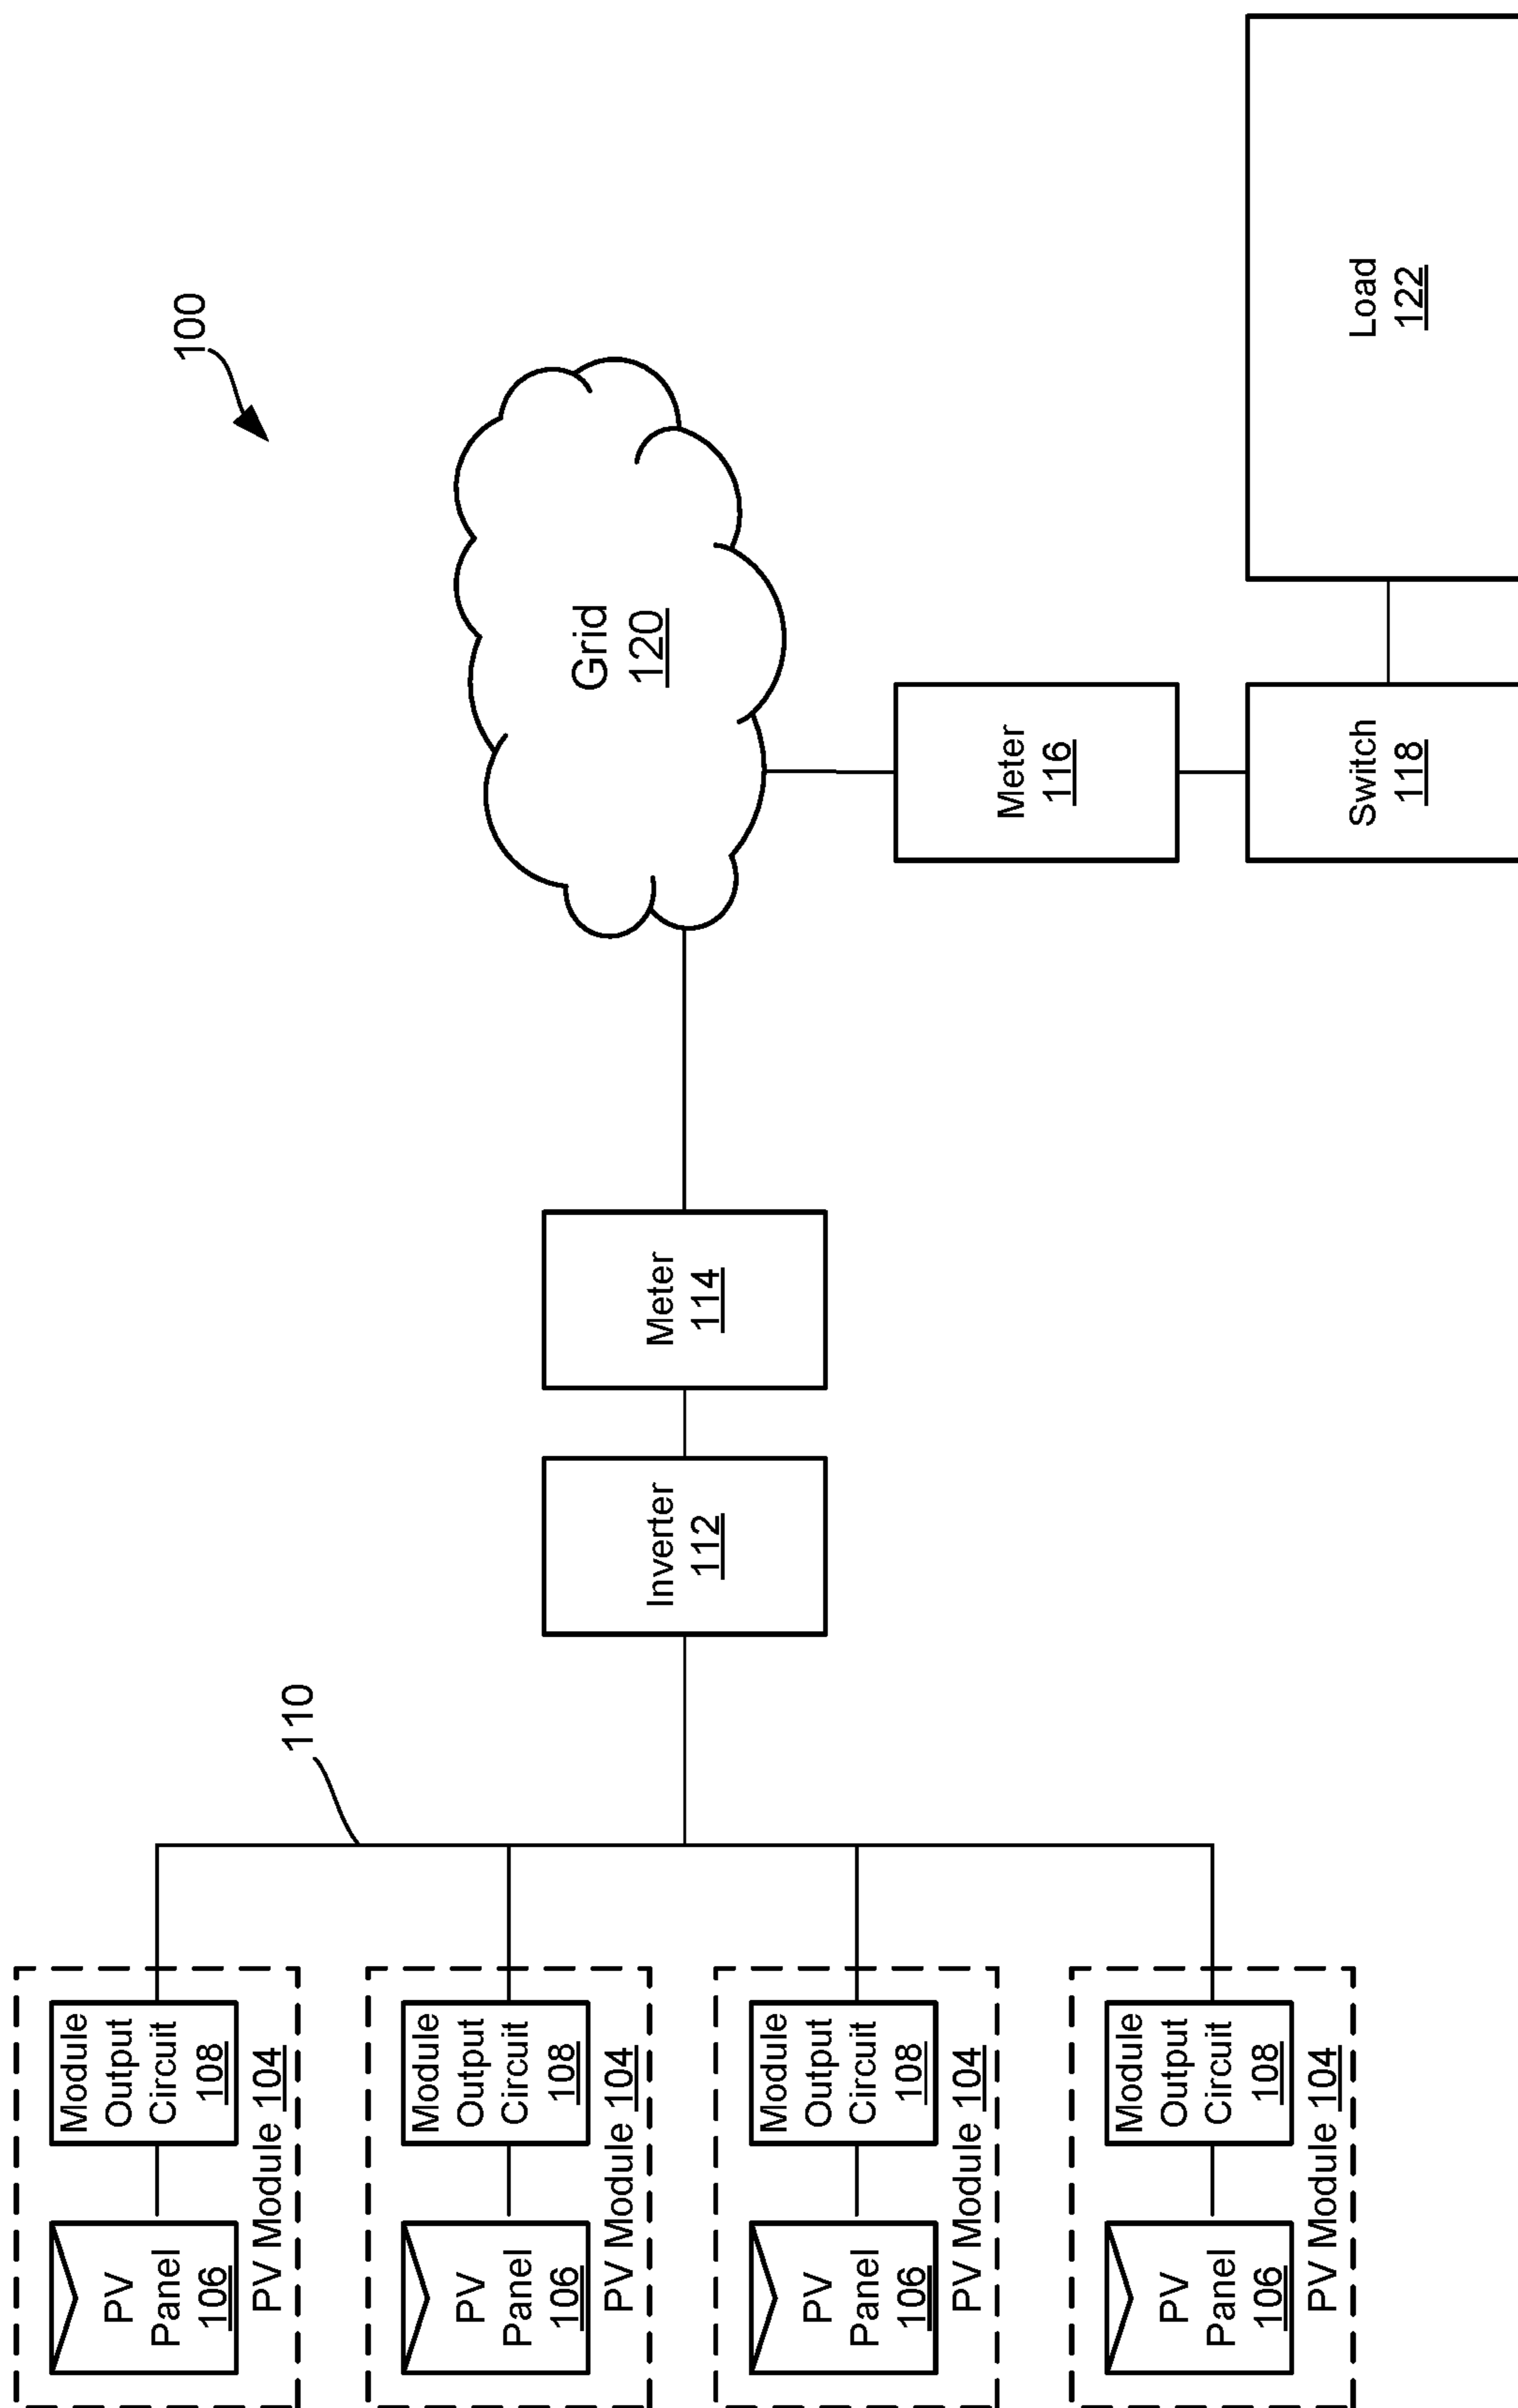 100
110
Module
Output
Circuit
108
PV
Panel
106
PV Module 104
Module
Output
Circuit
108
PV
Panel
106
PV Module 104
Module
Output
Circuit
108
PV
Panel
106
PV Module 104
Module
Output
Circuit
108
PV
Panel
106
PV Module 104
Inverter
112
Meter
114
Grid
120
Meter
116
Switch
118
Load
122